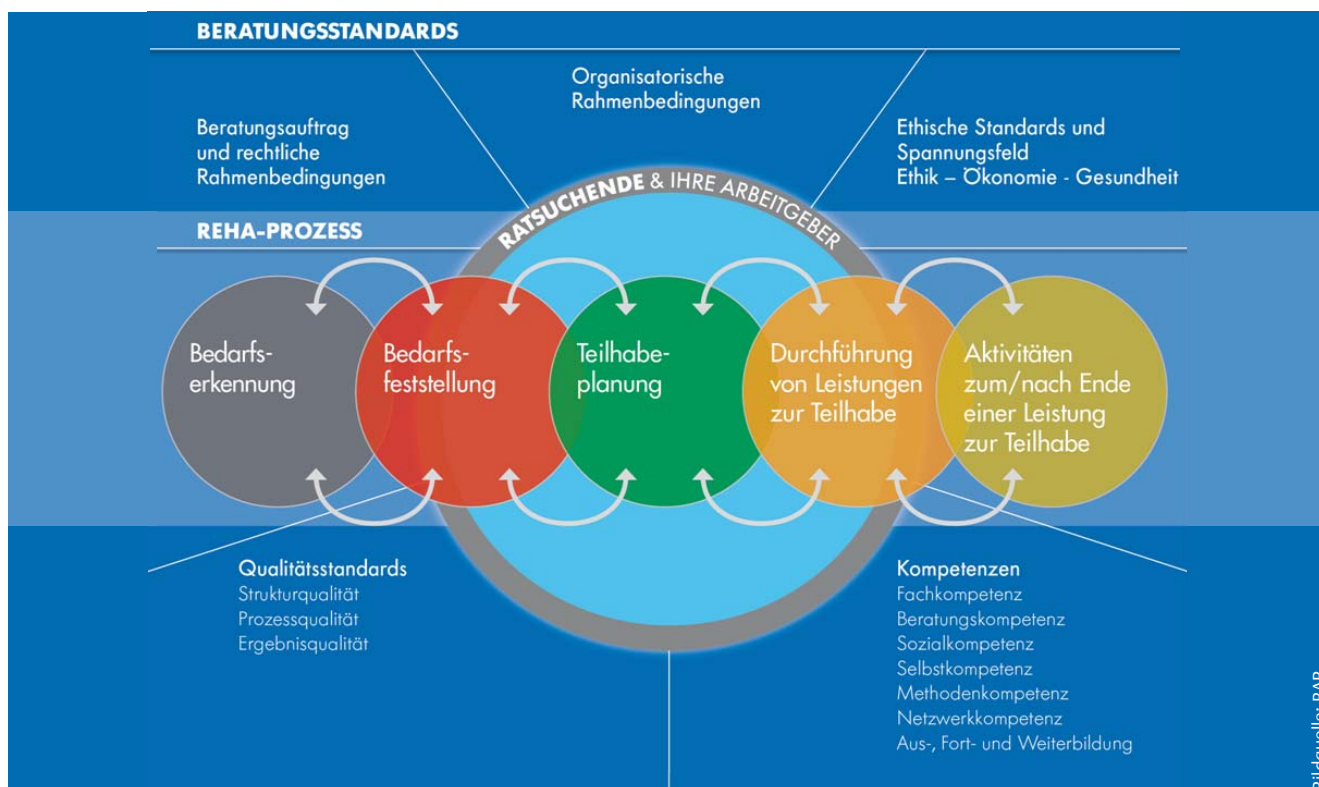 BERATUNGSSTANDARDS
Organisatorische
Rahmenbedingungen
Beratungsauftrag
und rechtliche
Rahmenbedingungen
Ethische Standards und
Spannungsfeld
Ethik – Ökonomie - Gesundheit
RATSUCHENDE & IHRE ARBEITGEBER
REHA-PROZESS
Bedarfs-
erkennung
Bedarfs-
feststellung
Teilhabe-
planung
Durchführung
von Leistungen
zur Teilhabe
Aktivitäten
zum/nach Ende
einer Leistung
zur Teilhabe
Qualitätsstandards
Strukturqualität
Prozessqualität
Ergebnisqualität
Kompetenzen
Fachkompetenz
Beratungskompetenz
Sozialkompetenz
Selbstkompetenz
Methodenkompetenz
Netzwerkkompetenz
Aus-, Fort- und Weiterbildung
Bildquelle: BAR